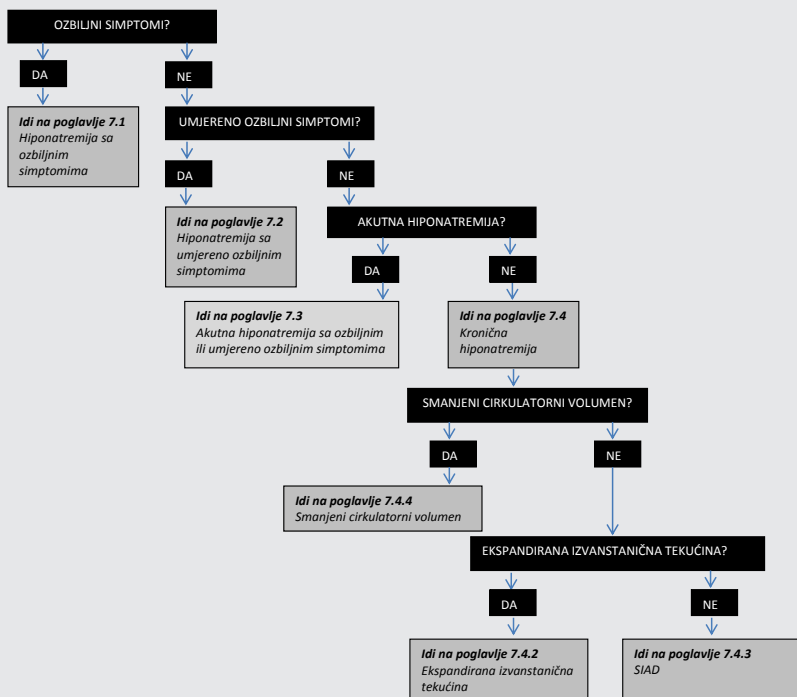 OZBILJNI SIMPTOMI?
DA
NE
Idi na poglavlje 7.1
Hiponatremija sa
ozbiljnim
simptomima
UMJERENO OZBILJNI SIMPTOMI?
DA
NE
Idi na poglavlje 7.2
Hiponatremija sa
umjereno ozbiljnim
simptomima
AKUTNA HIPONATREMIJA?
DA
NE
Idi na poglavlje 7.3
Akutna hiponatremija sa ozbiljnim
ili umjereno ozbiljnim simptomima
Idi na poglavlje 7.4
Kronična
hiponatremija
SMANJENI CIRKULATORNI VOLUMEN?
DA
NE
Idi na poglavlje 7.4.4
Smanjeni cirkulatorni volumen
EKSPANDIRANA IZVANSTANIČNA TEKUĆINA?
DA
NE
Idi na poglavlje 7.4.2
Ekspandirana izvanstanična
tekućina
Idi na poglavlje 7.4.3
SIAD